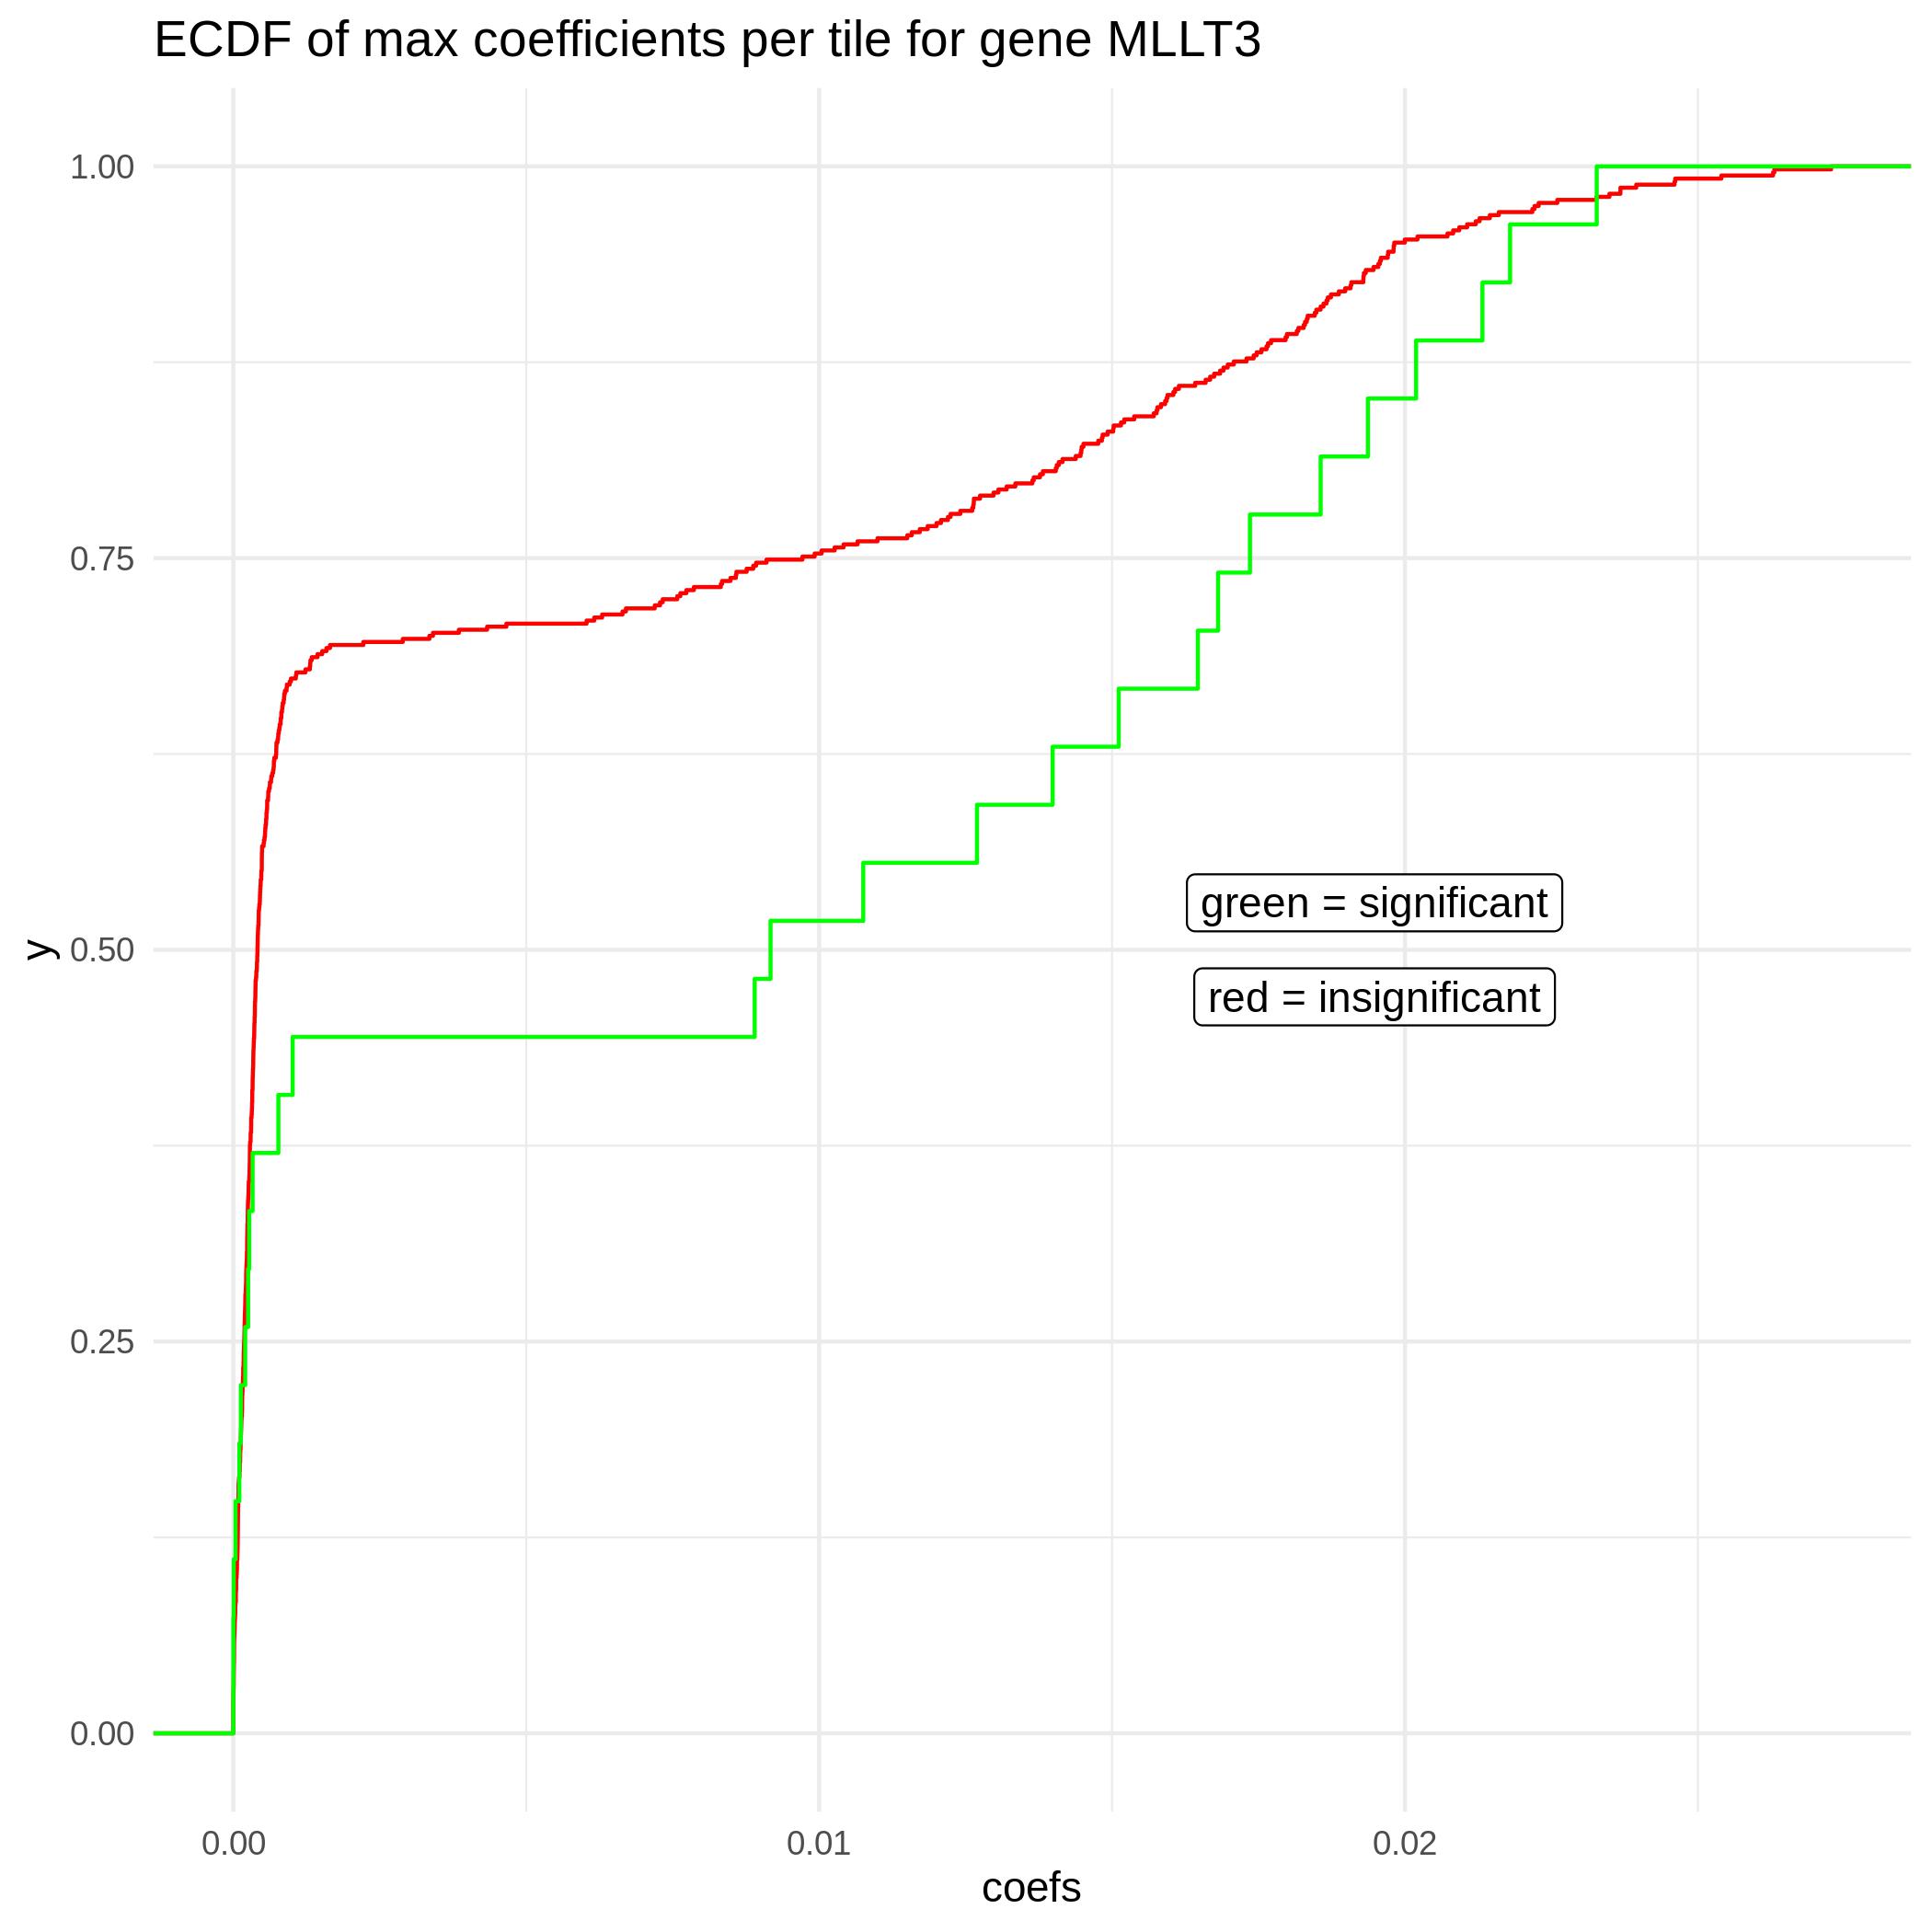 ECDF of max coefficients per tile for gene MLLT3
1.00
0.75
0.50
0.25
0.00
y
green = significant
red = insignificant
0.00
0.01
0.02
coefs